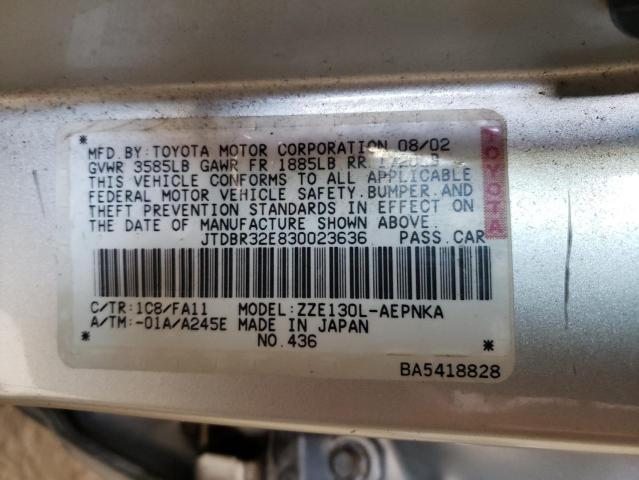 MFD BY:TOYOTA MOTOR CORPORATION 08/02
GVWR 3585LB GAWR FR 1885LB RR
THIS VEHICLE CONFORMS TO ALL APPLICABLE
FEDERAL MOTOR VEHICLE SAFETY,BUMPER,AND
THEFT PREVENTION STANDARDS IN EFFECT ON
THE DATE OF MANUFACTURE SHOWN ABOVE.
JTDBR32E830023636 PASS.CAR
C/TR:1C8/FA11 MODEL:ZZE130L-AEPNKA
A/TM:-01A/A245E MADE IN JAPAN
NO.436
BA5418828
TOYOTA